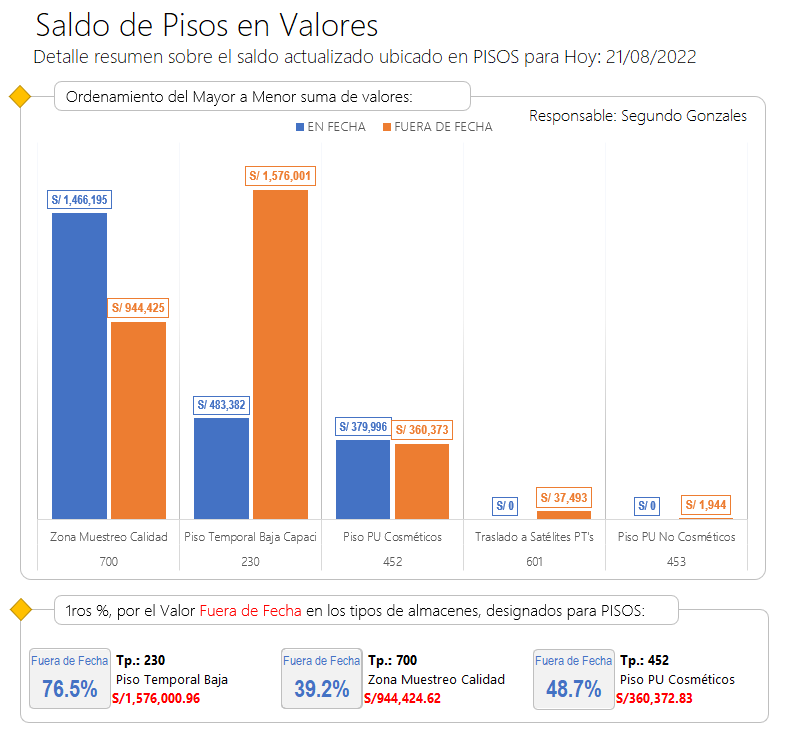 Saldo de Pisos en Valores
Detalle resumen sobre el saldo actualizado ubicado en PISOS para Hoy: 21/08/2022
Ordenamiento del Mayor a Menor suma de valores:
Responsable: Segundo Gonzales
EN FECHA FUERA DE FECHA
S/ 1,576,001
S/ 1,466,195
S/ 944,425
S/ 483,382
S/ 379,996
S/ 360,373
S/ 0
S/ 37,493
S/ 0
S/ 1,944
Zona Muestreo Calidad Piso Temporal Baja Capaci Piso PU Cosméticos Traslado a Satélites PT's Piso PU No Cosméticos
700 230 452 601 453
1ros %, por el Valor Fuera de Fecha en los tipos de almacenes, designados para PISOS:
Fuera de Fecha
76.5%
Tp.: 230
Piso Temporal Baja
S/1,576,000.96
Fuera de Fecha
39.2%
Tp.: 700
Zona Muestreo Calidad
S/944,424.62
Fuera de Fecha
48.7%
Tp.: 452
Piso PU Cosméticos
S/360,372.83